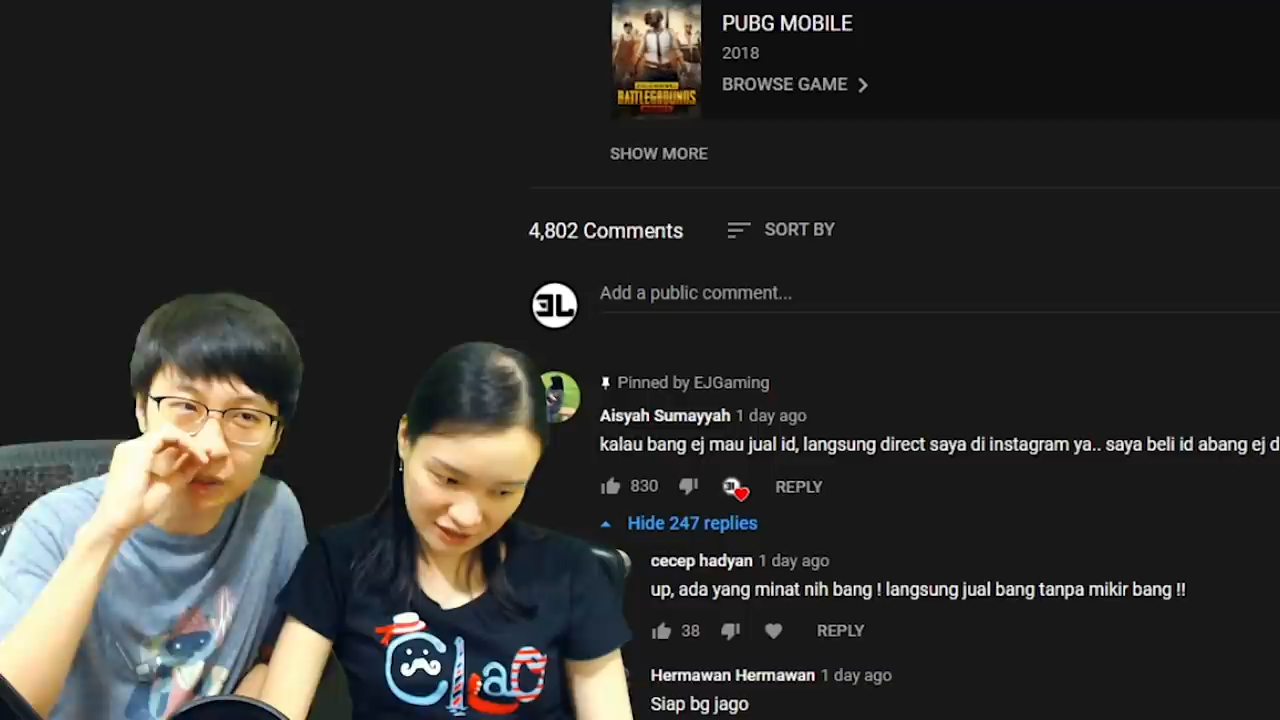 PUBG MOBILE
2018
BROWSE GAME
BATTLEGROUNDS
SHOW MORE
4,802 Comments
SORT BY
Add a public comment...
Pinned by EJGaming
Aisyah Sumayyah 1 day ago
kalau bang ej mau jual id, langsung direct saya di instagram ya.. saya beli id abang ej d
830
REPLY
Hide 247 replies
cecep hadyan 1 day ago
up, ada yang minat nih bang ! langsung jual bang tanpa mikir bang !!
38
REPLY
Hermawan Hermawan 1 day ago
Siap bg jago